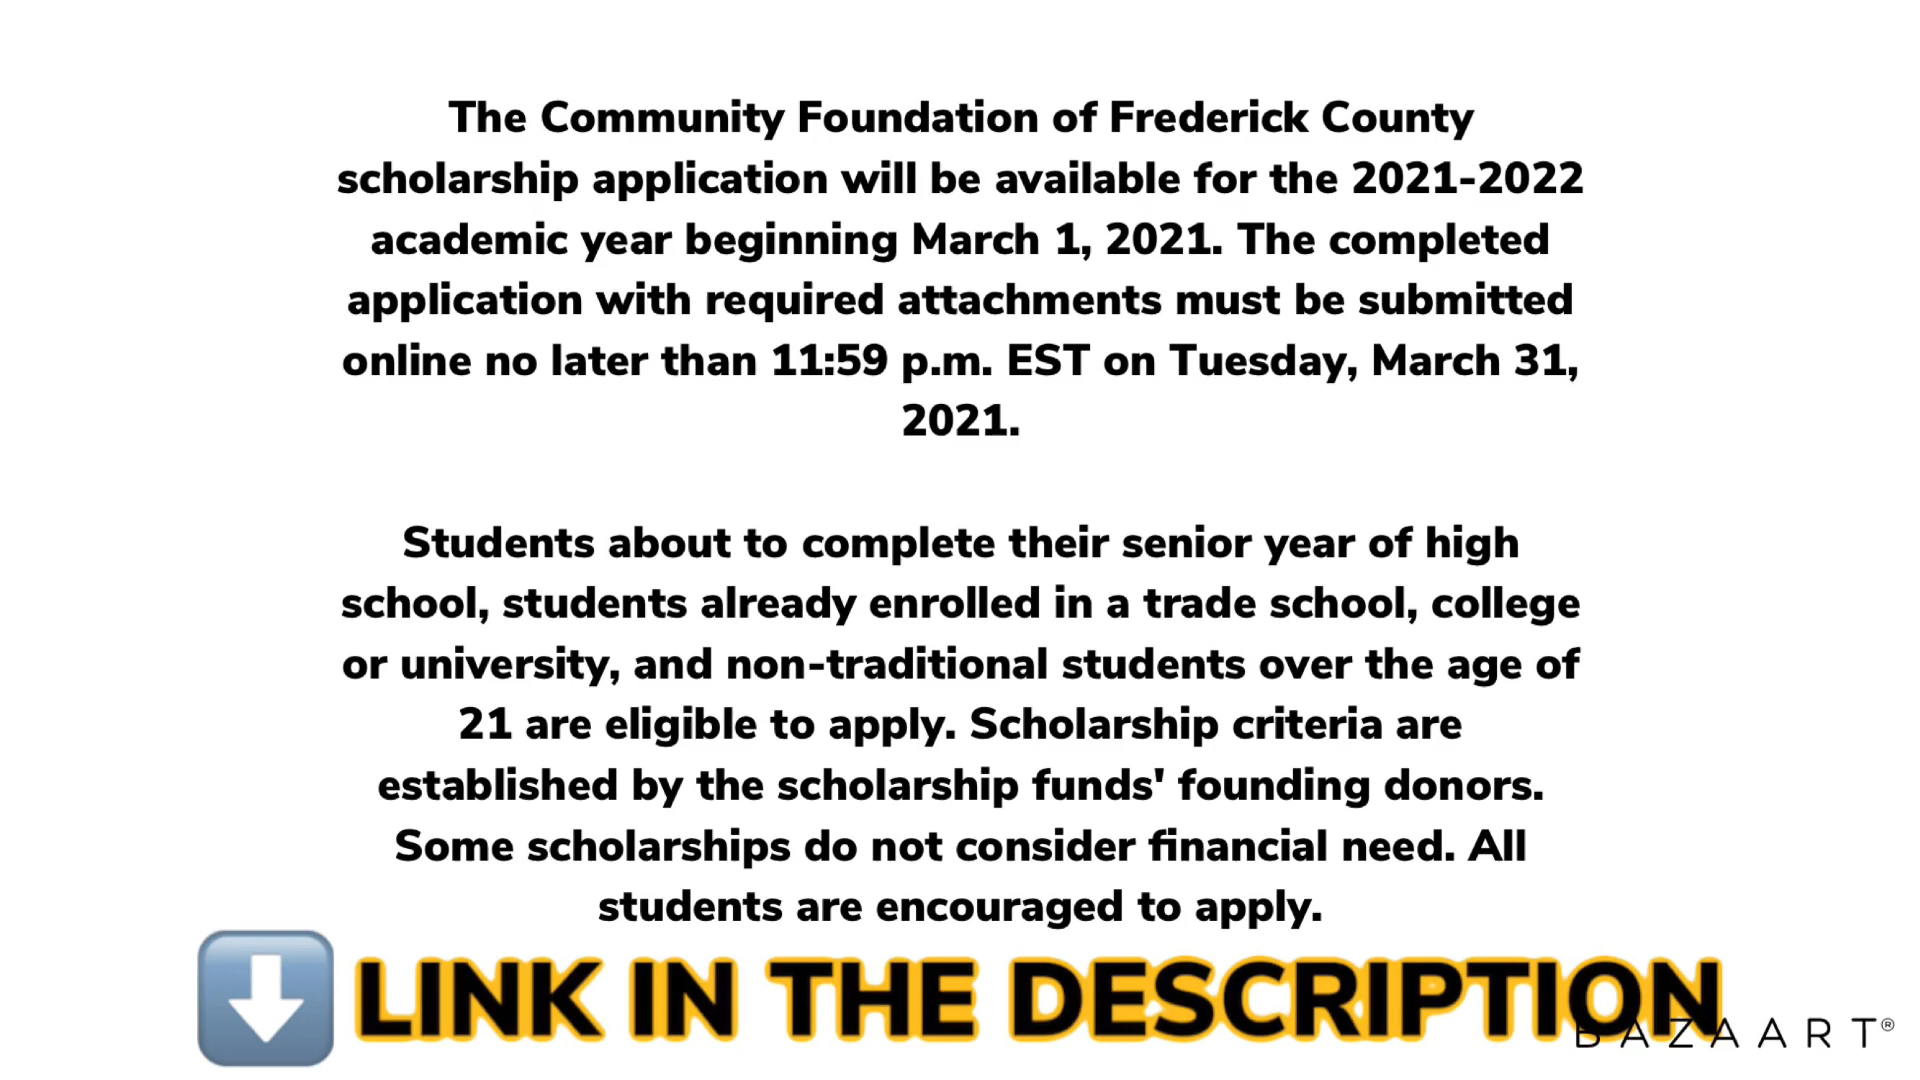 The Community Foundation of Frederick County
scholarship application will be available for the 2021-2022
academic year beginning March 1, 2021. The completed
application with required attachments must be submitted
online no later than 11:59 p.m. EST on Tuesday, March 31,
2021.
Students about to complete their senior year of high
school, students already enrolled in a trade school, college
or university, and non-traditional students over the age of
21 are eligible to apply. Scholarship criteria are
established by the scholarship funds' founding donors.
Some scholarships do not consider financial need. All
students are encouraged to apply.
LINK IN THE DESCRIPTION
BAZAART®